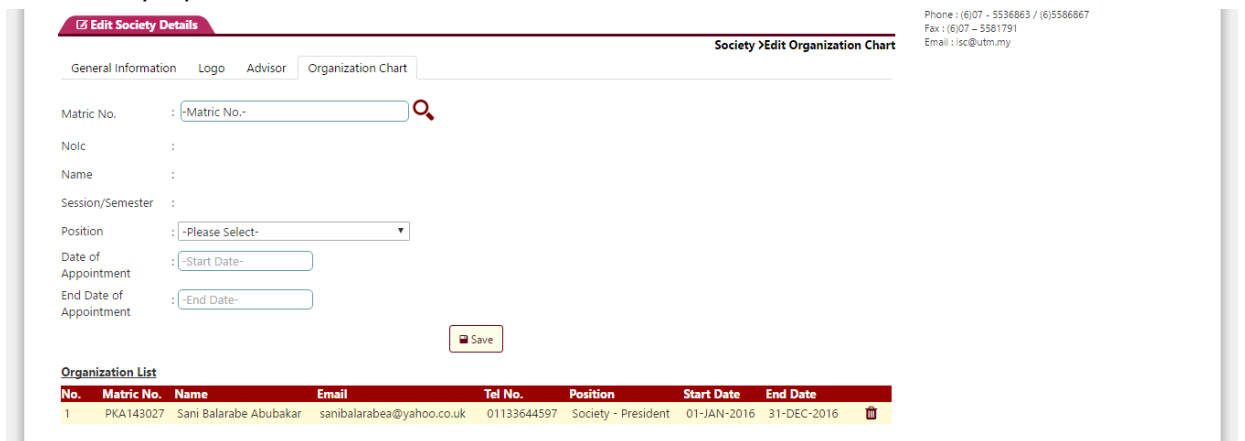 Phone : (6)07 - 5536863 / (6)5586867
Fax : (6)07 – 5581791
Email : isc@utm.my
Edit Society Details
Society >Edit Organization Chart
General Information Logo Advisor Organization Chart
Matric No. : -Matric No.-
NoIc :
Name :
Session/Semester :
Position : -Please Select-
Date of
Appointment : -Start Date-
End Date of
Appointment : -End Date-
Save
Organization List
No. Matric No. Name Email Tel No. Position Start Date End Date
1 PKA143027 Sani Balarabe Abubakar sanibalarabea@yahoo.co.uk 01133644597 Society - President 01-JAN-2016 31-DEC-2016